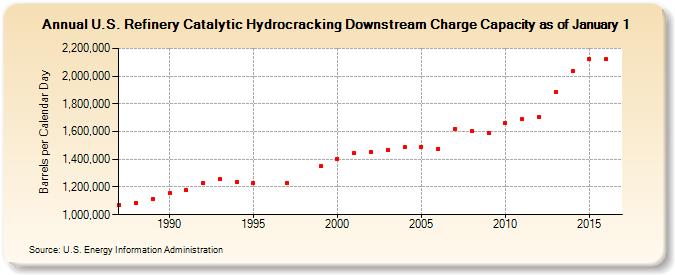 Annual U.S. Refinery Catalytic Hydrocracking Downstream Charge Capacity as of January 1
Barrels per Calendar Day
2,200,000
2,000,000
1,800,000
1,600,000
1,400,000
1,200,000
1,000,000
1990 1995 2000 2005 2010 2015
Source: U.S. Energy Information Administration